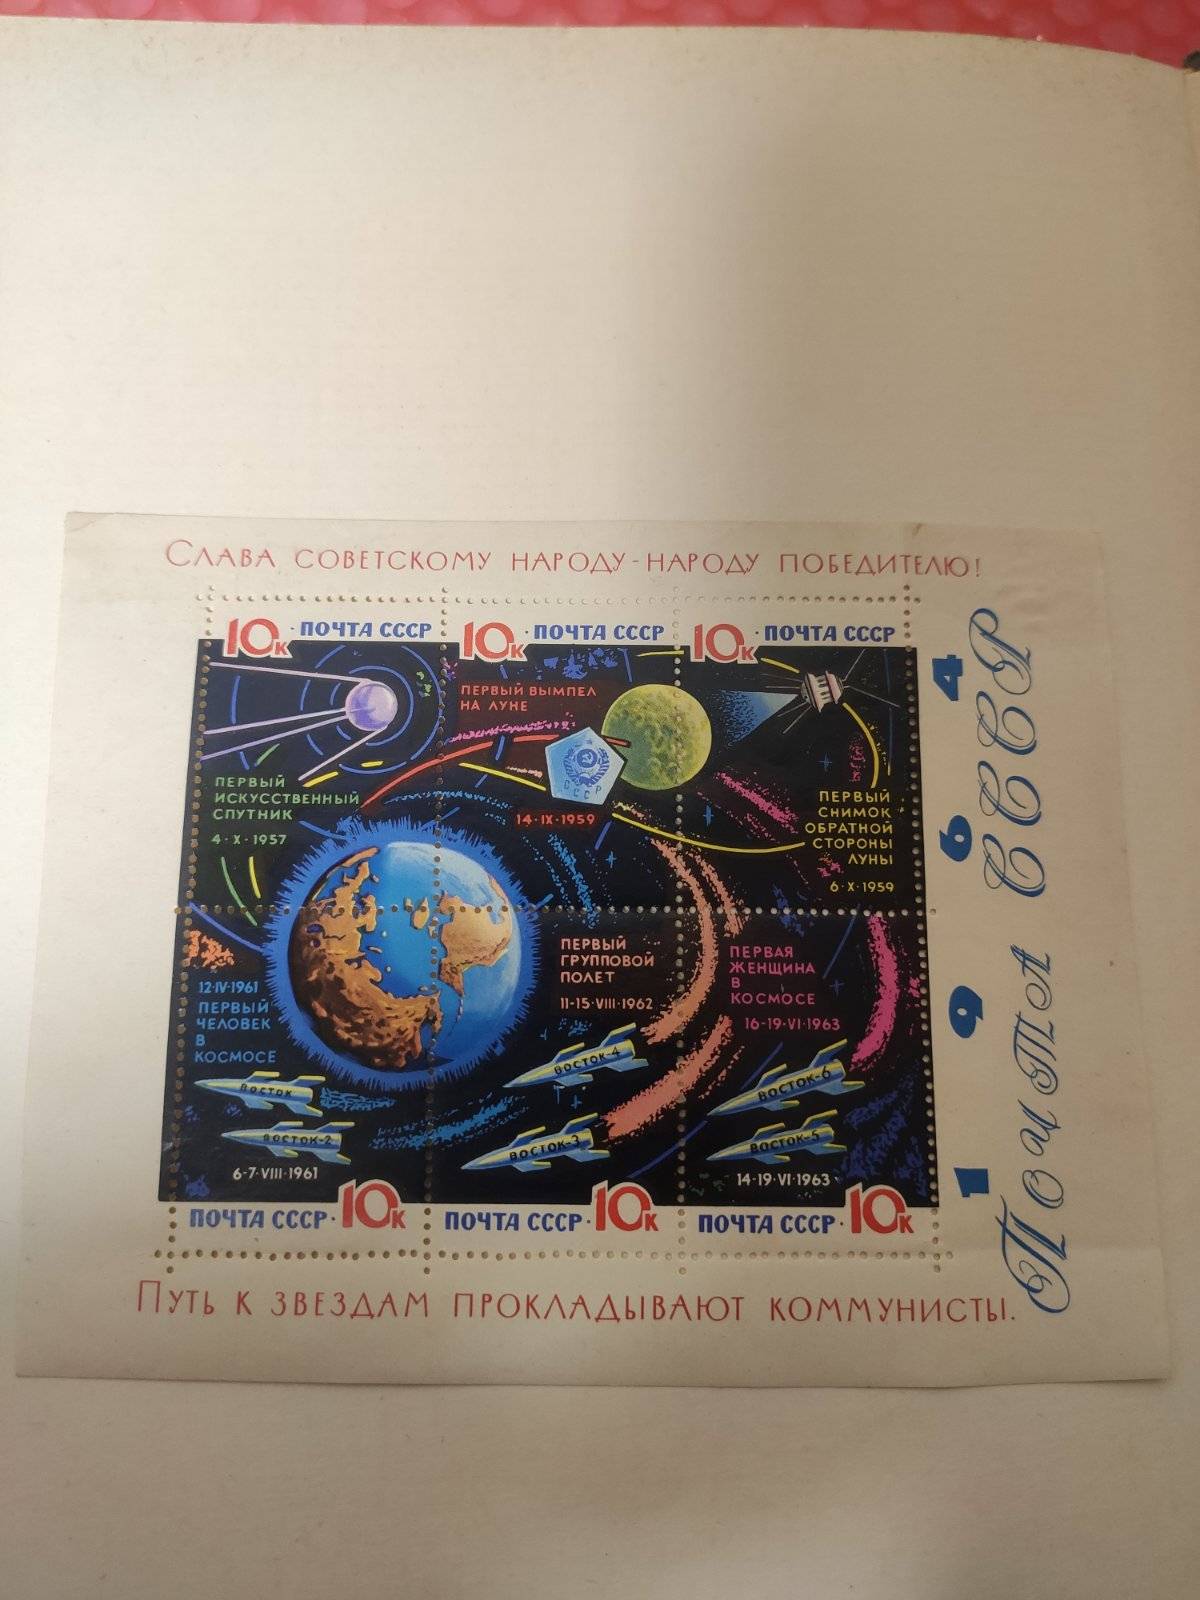 Слава советскому народу-народу победителю!
10к·ПОЧТА СССР
10к·ПОЧТА СССР
10к·ПОЧТА СССР
ПЕРВЫЙ
ИСКУССТВЕННЫЙ
СПУТНИК
4·X·1957
ПЕРВЫЙ ВЫМПЕЛ
НА ЛУНЕ
СССР
14·IX·1959
ПЕРВЫЙ
СНИМОК
ОБРАТНОЙ
СТОРОНЫ
ЛУНЫ
6·X·1959
12·IV·1961
ПЕРВЫЙ
ЧЕЛОВЕК
В
КОСМОСЕ
ВОСТОК
ВОСТОК-2
6-7·VIII·1961
ПОЧТА СССР·10к
ПЕРВЫЙ
ГРУППОВОЙ
ПОЛЕТ
11-15·VIII·1962
ВОСТОК-4
ВОСТОК-3
ПОЧТА СССР·10к
ПЕРВАЯ
ЖЕНЩИНА
В
КОСМОСЕ
16-19·VI·1963
ВОСТОК-6
ВОСТОК-5
14-19·VI·1963
ПОЧТА СССР·10к
1964
Почта СССР
Путь к звездам прокладывают коммунисты.